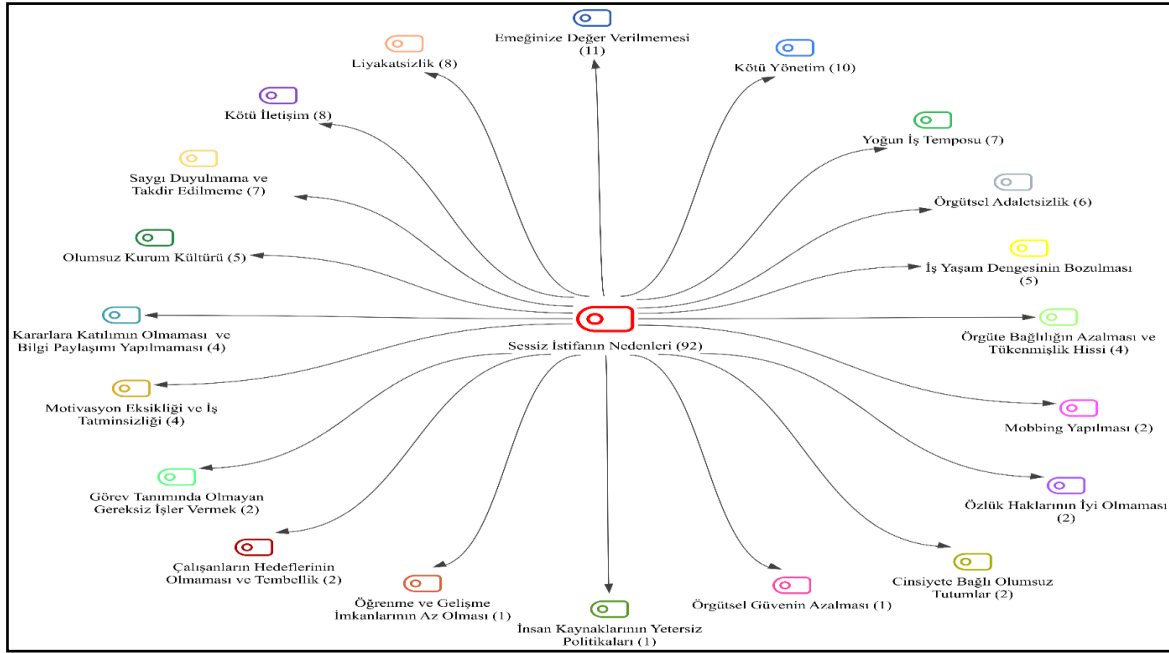 Emeğinize Değer Verilmemesi
(11)
Liyakatsizlik (8)
Kötü Yönetim (10)
Kötü İletişim (8)
Yoğun İş Temposu (7)
Saygı Duyulmama ve
Takdir Edilmeme (7)
Örgütsel Adaletsizlik (6)
Olumsuz Kurum Kültürü (5)
İş Yaşam Dengesinin Bozulması
(5)
Kararlara Katılımın Olmaması ve
Bilgi Paylaşımı Yapılmaması (4)
Sessiz İstifanın Nedenleri (92)
Örgüte Bağlılığın Azalması ve
Tükenmişlik Hissi (4)
Motivasyon Eksikliği ve İş
Tatminsizliği (4)
Mobbing Yapılması (2)
Görev Tanımında Olmayan
Gereksiz İşler Vermek (2)
Özlük Haklarının İyi Olmaması
(2)
Çalışanların Hedeflerinin
Olmaması ve Tembellik (2)
Cinsiyete Bağlı Olumsuz
Tutumlar (2)
Öğrenme ve Gelişme
İmkanlarının Az Olması (1)
Örgütsel Güvenin Azalması (1)
İnsan Kaynaklarının Yetersiz
Politikaları (1)